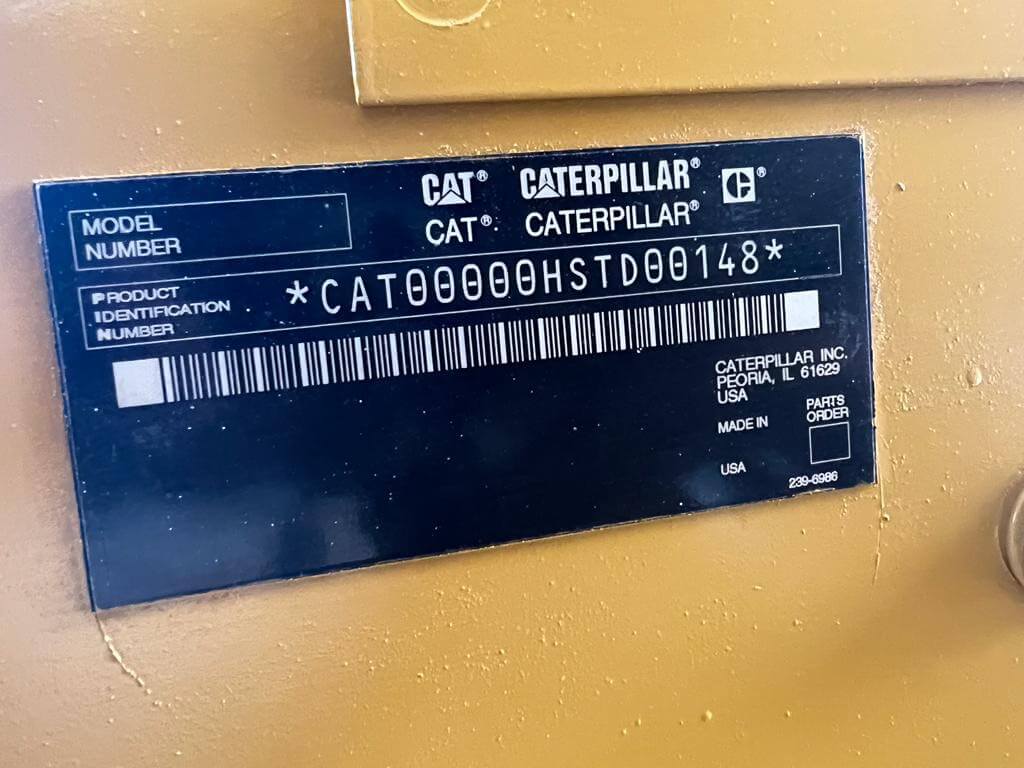 CAT® CATERPILLAR® C®
CAT®. CATERPILLAR®
MODEL
NUMBER
PRODUCT
IDENTIFICATION
NUMBER
*CAT00000HSTD00148*
CATERPILLAR INC.
PEORIA, IL 61629
USA
MADE IN
PARTS
ORDER
USA
239-6986